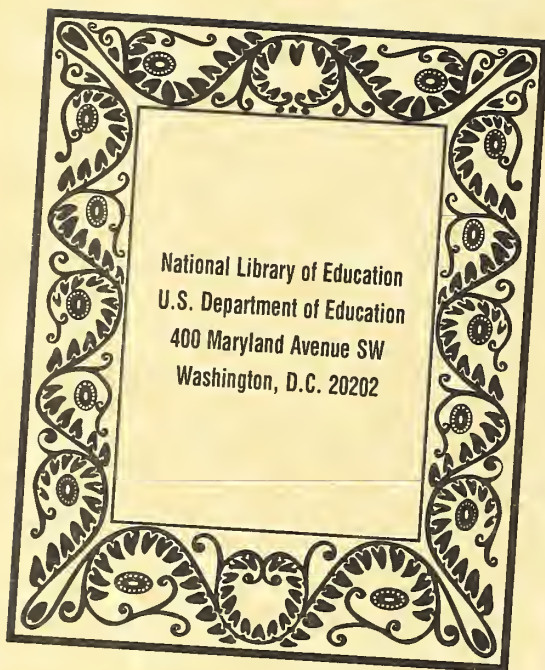 National Library of Education
U.S. Department of Education
400 Maryland Avenue SW
Washington, D.C. 20202